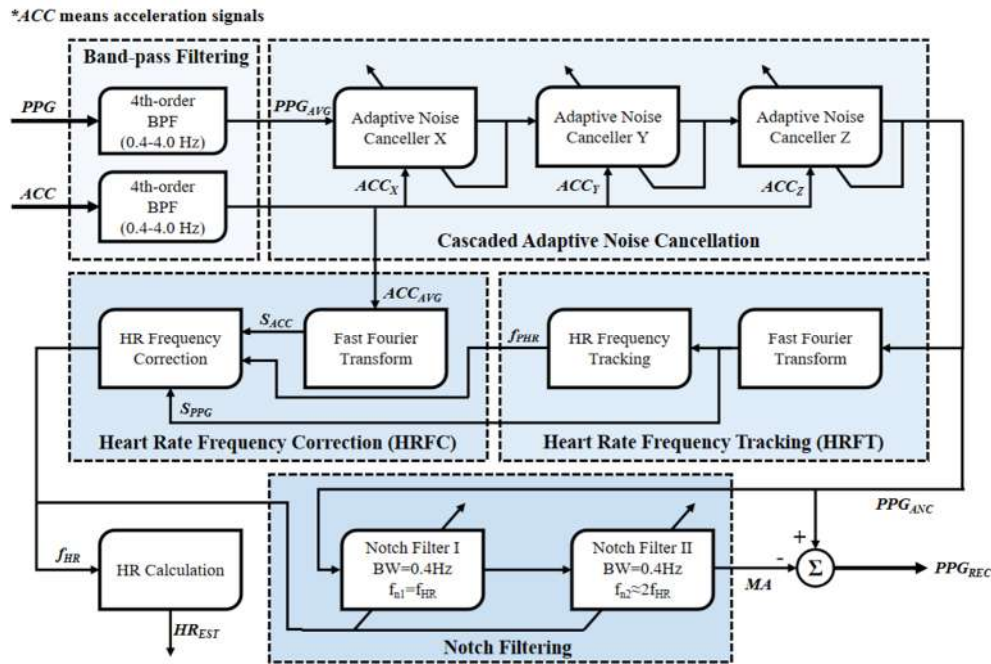 *ACC means acceleration signals
Band-pass Filtering
PPG
4th-order
BPF
(0.4-4.0 Hz)
PPG_AVG
Adaptive Noise
Canceller X
Adaptive Noise
Canceller Y
Adaptive Noise
Canceller Z
ACC
4th-order
BPF
(0.4-4.0 Hz)
ACC_X
ACC_Y
ACC_Z
Cascaded Adaptive Noise Cancellation
ACC_AVG
HR Frequency
Correction
S_ACC
Fast Fourier
Transform
f_PHR
HR Frequency
Tracking
Fast Fourier
Transform
S_PPG
Heart Rate Frequency Correction (HRFC)
Heart Rate Frequency Tracking (HRFT)
PPG_ANC
f_HR
HR Calculation
HR_EST
Notch Filter I
BW=0.4Hz
f_n1=f_HR
Notch Filter II
BW=0.4Hz
f_n2≈2f_HR
MA
+
-
Σ
PPG_REC
Notch Filtering